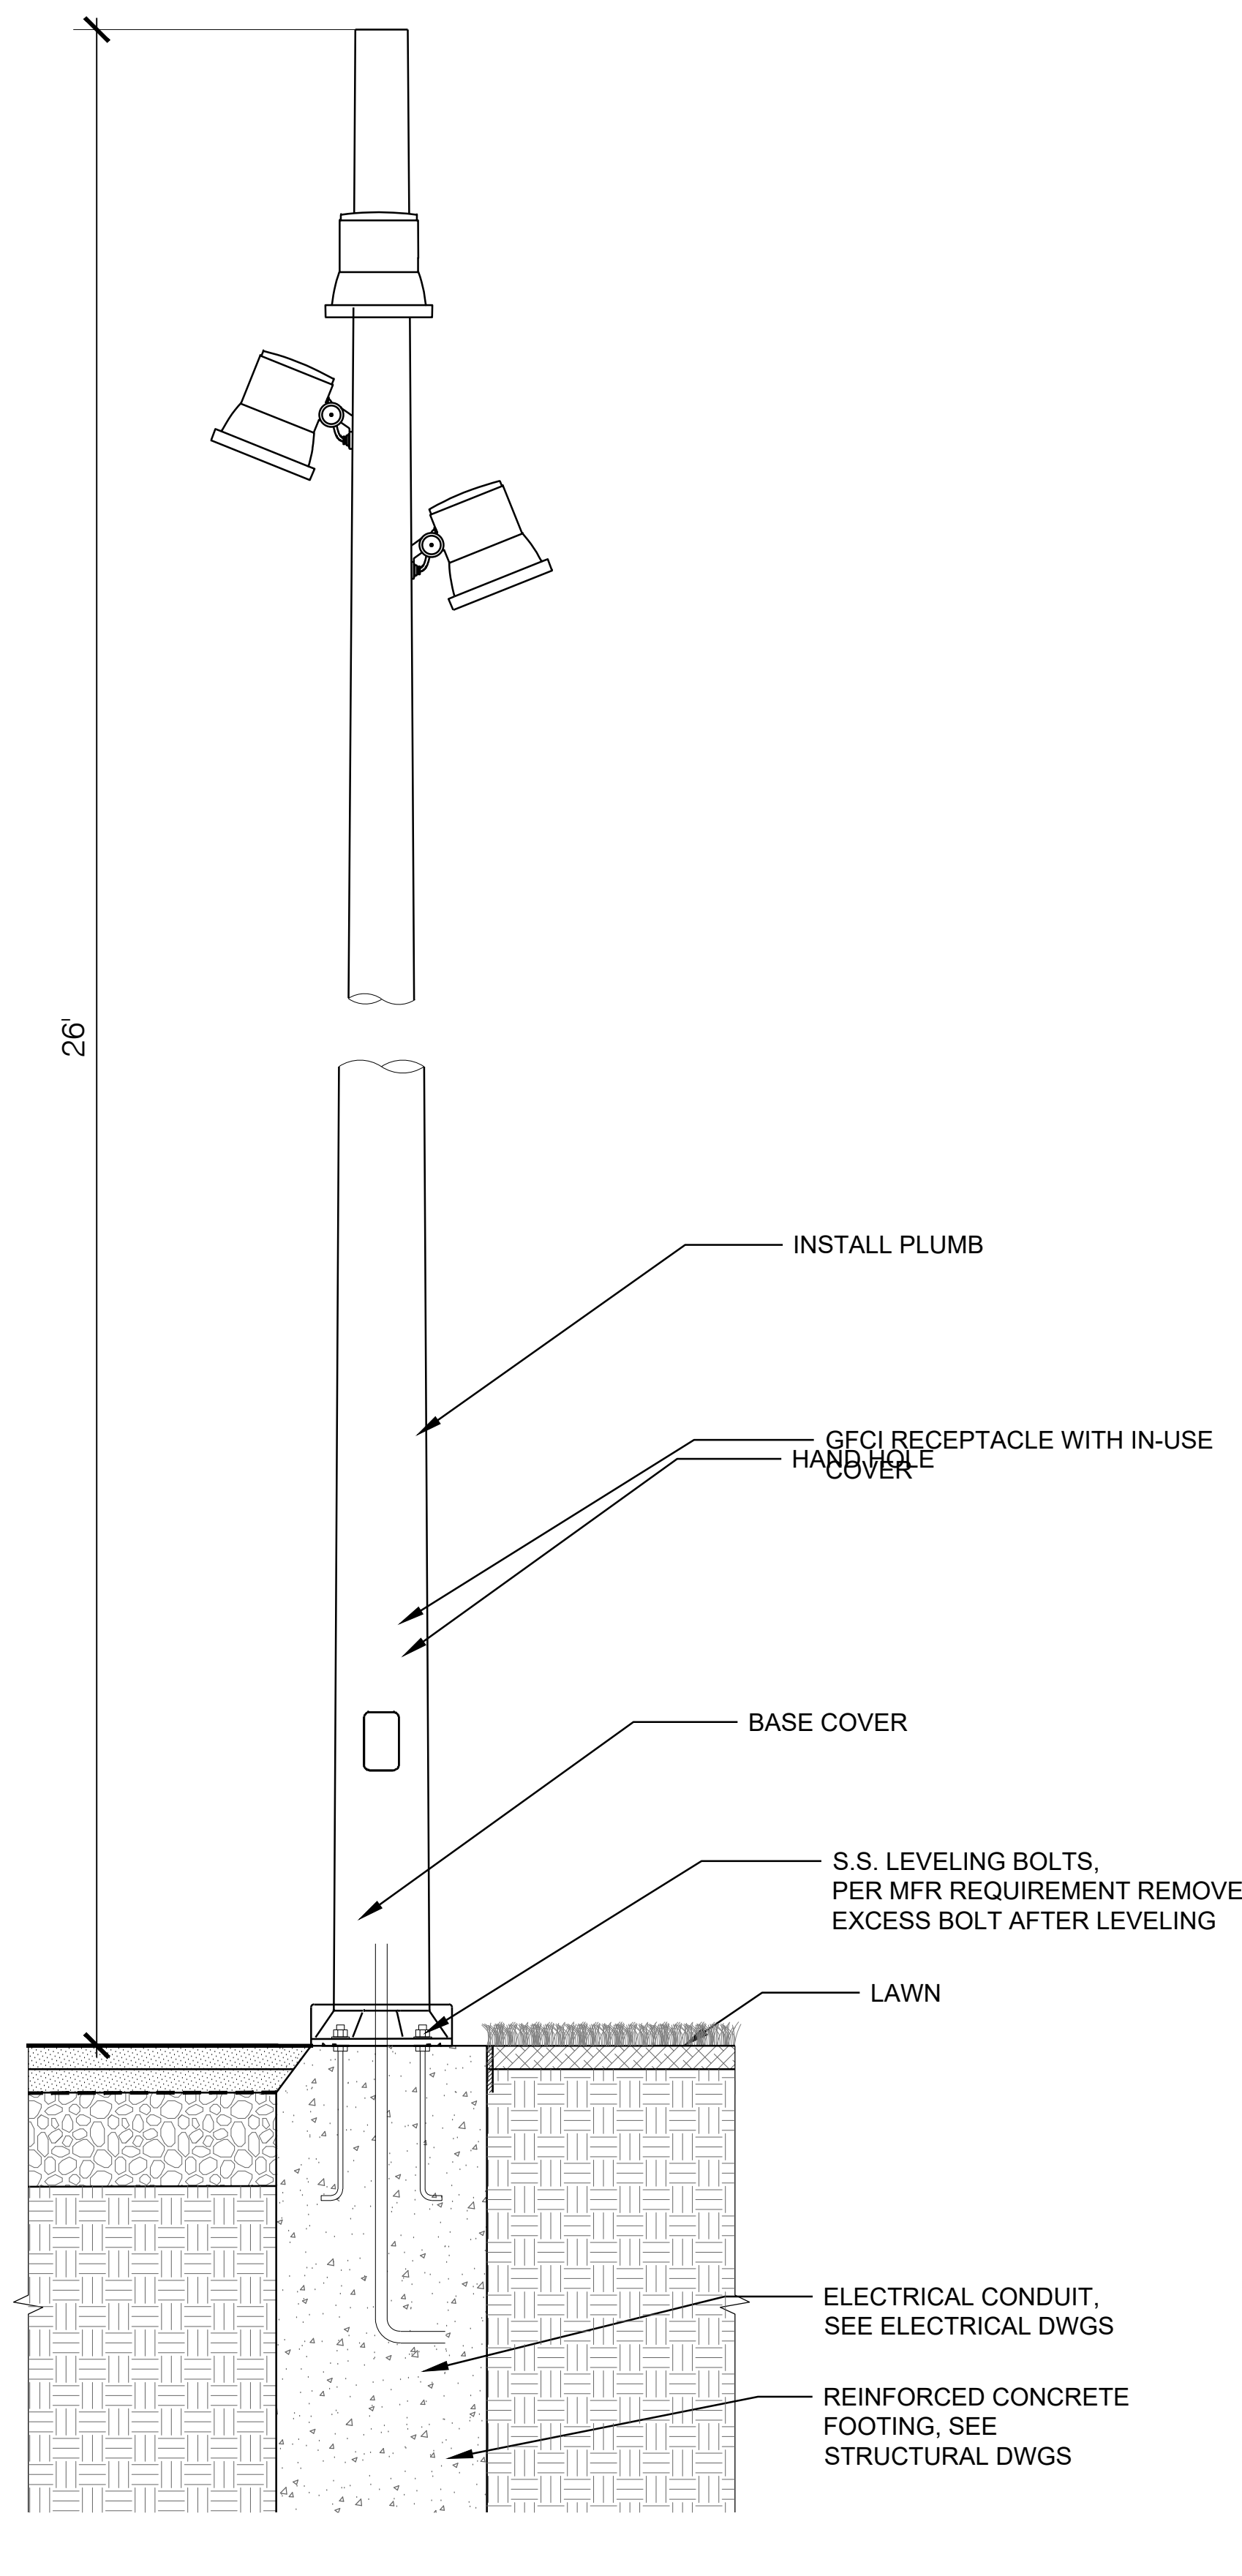 26'
INSTALL PLUMB
GFCI RECEPTACLE WITH IN-USE
COVER
HAND HOLE
BASE COVER
S.S. LEVELING BOLTS,
PER MFR REQUIREMENT REMOVE
EXCESS BOLT AFTER LEVELING
LAWN
ELECTRICAL CONDUIT,
SEE ELECTRICAL DWGS
REINFORCED CONCRETE
FOOTING, SEE
STRUCTURAL DWGS